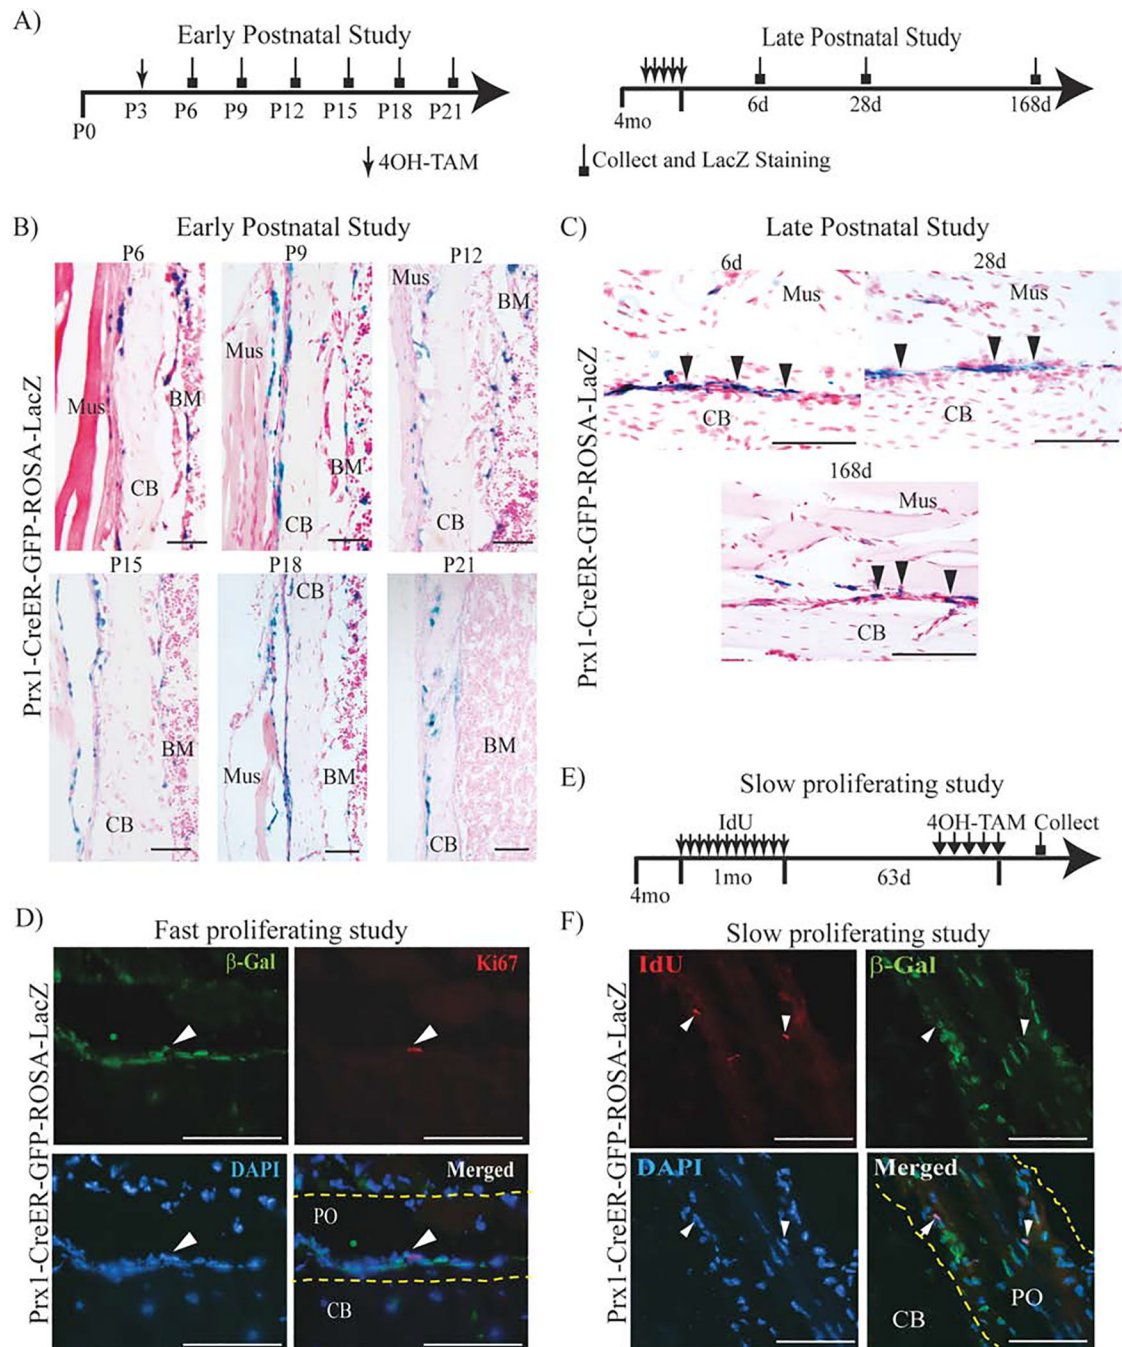 A)
Early Postnatal Study
P0
P3
P6
P9
P12
P15
P18
P21
4OH-TAM
Late Postnatal Study
4mo
6d
28d
168d
Collect and LacZ Staining
B)
Early Postnatal Study
Prx1-CreER-GFP-ROSA-LacZ
P6
Mus
BM
CB
P9
Mus
BM
CB
P12
Mus
BM
CB
P15
BM
CB
P18
CB
Mus
BM
P21
BM
CB
C)
Late Postnatal Study
Prx1-CreER-GFP-ROSA-LacZ
6d
Mus
CB
28d
Mus
CB
168d
Mus
CB
D)
Fast proliferating study
Prx1-CreER-GFP-ROSA-LacZ
β-Gal
Ki67
DAPI
Merged
PO
CB
E)
Slow proliferating study
IdU
4OH-TAM
Collect
4mo
1mo
63d
F)
Slow proliferating study
Prx1-CreER-GFP-ROSA-LacZ
IdU
β-Gal
DAPI
Merged
CB
PO